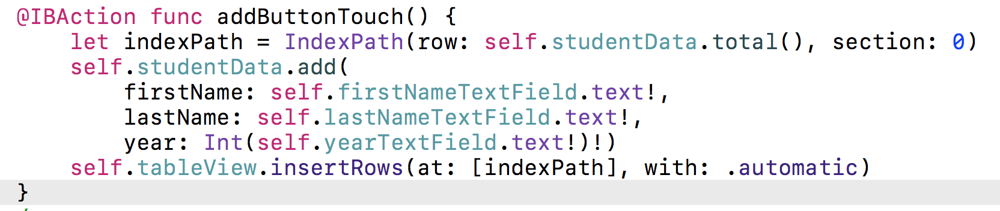 @IBAction func addButtonTouch() {
    let indexPath = IndexPath(row: self.studentData.total(), section: 0)
    self.studentData.add(
        firstName: self.firstNameTextField.text!,
        lastName: self.lastNameTextField.text!,
        year: Int(self.yearTextField.text!)!)
    self.tableView.insertRows(at: [indexPath], with: .automatic)
}